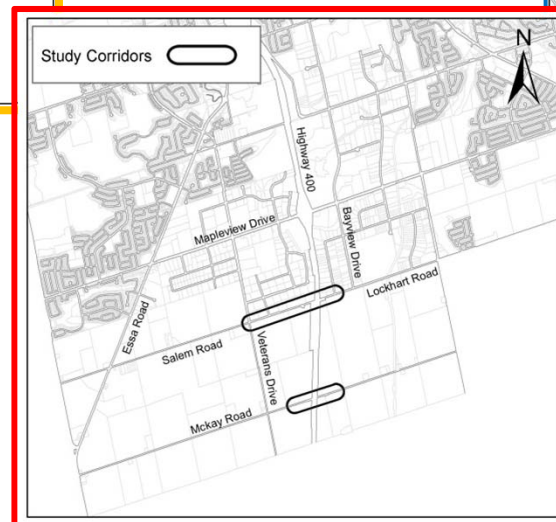 Study Corridors
N
Highway 400
Mapleview Drive
Bayview Drive
Essa Road
Lockhart Road
Salem Road
Veterans Drive
Mckay Road